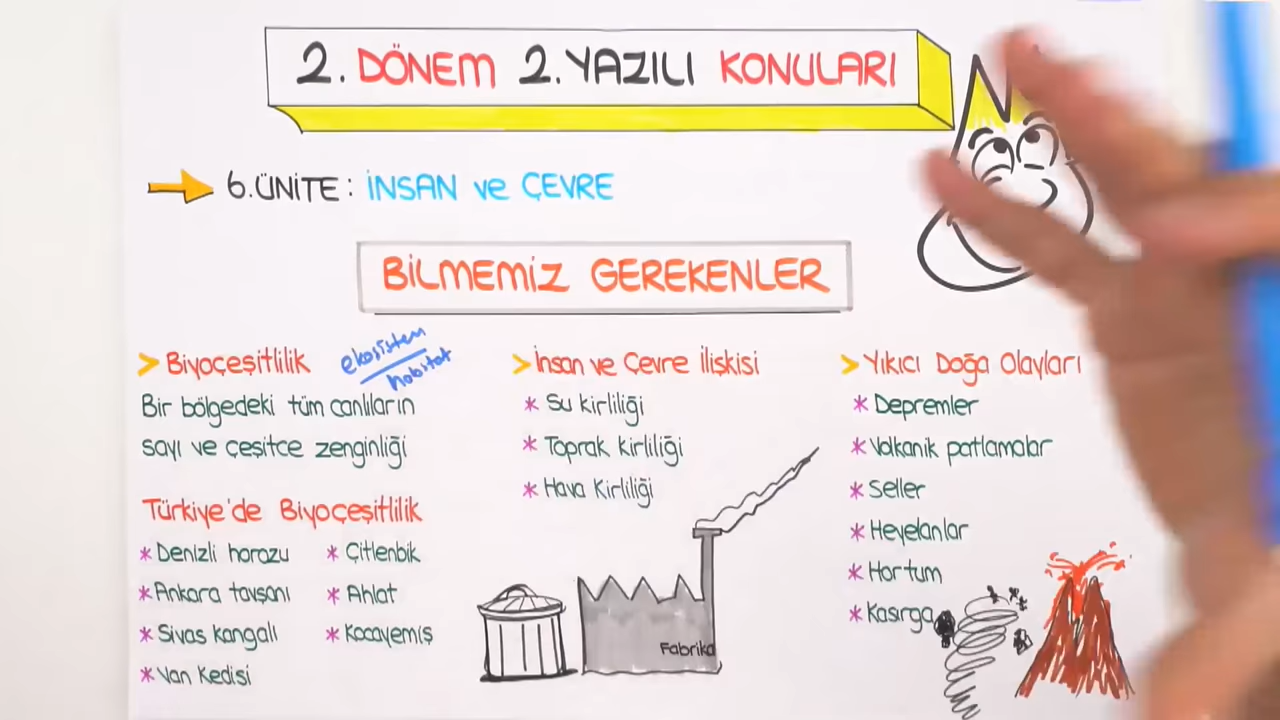 2. DÖNEM 2. YAZILI KONULARI
6. ÜNİTE: İNSAN ve ÇEVRE
BİLMEMİZ GEREKENLER
> Biyoçeşitlilik
ekosistem
habitat
Bir bölgedeki tüm canlıların
sayı ve çeşitçe zenginliği
Türkiye'de Biyoçeşitlilik
* Denizli horozu
* Ankara tavşanı
* Sivas kangalı
* Van Kedisi
* Çitlenbik
* Ahlat
* Kocayemiş
> İnsan ve Çevre İlişkisi
* Su kirliliği
* Toprak kirliliği
* Hava Kirliliği
Fabrika
> Yıkıcı Doğa Olayları
* Depremler
* Volkanik patlamalar
* Seller
* Heyelanlar
* Hortum
* Kasırga